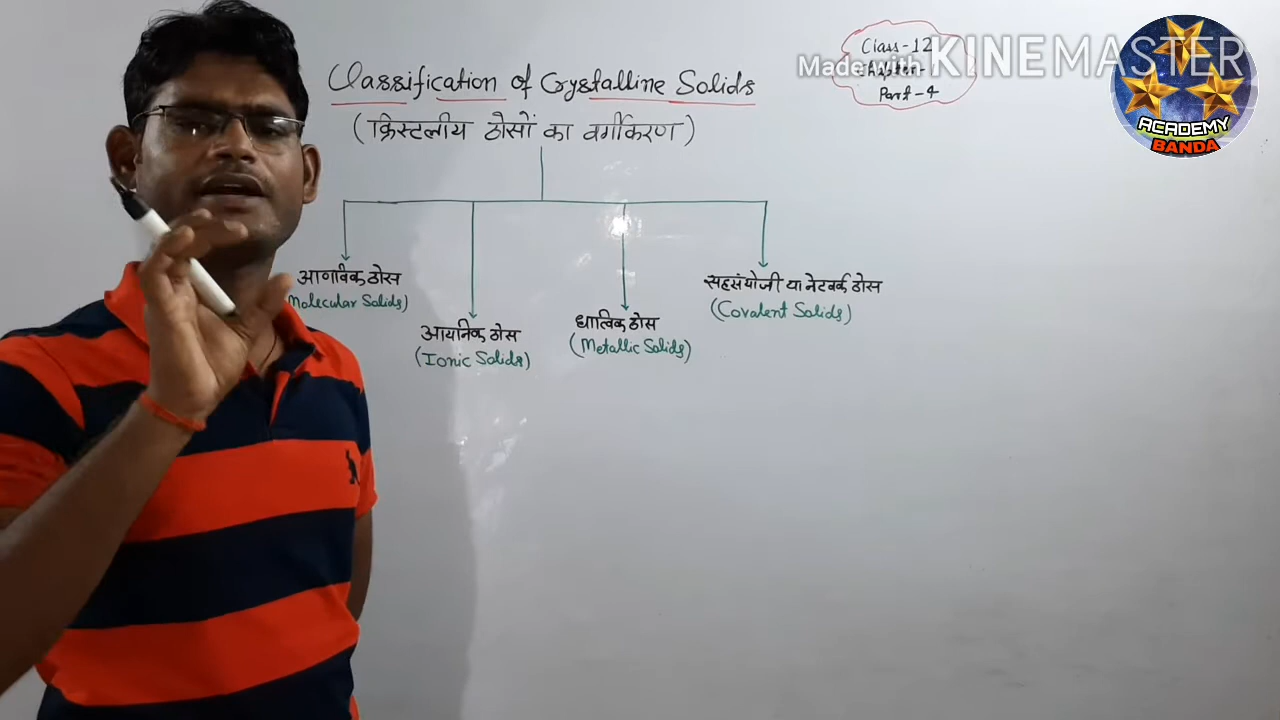 Classification of Crystalline Solids
(क्रिस्टलीय ठोसों का वर्गीकरण)
Class-12
Part-4
Made with KINEMASTER
ACADEMY
BANDA
आणविक ठोस
Molecular Solids)
आयनिक ठोस
(Ionic Solids)
धात्विक ठोस
(Metallic Solids)
सहसंयोजी या नेटवर्क ठोस
(Covalent Solids)